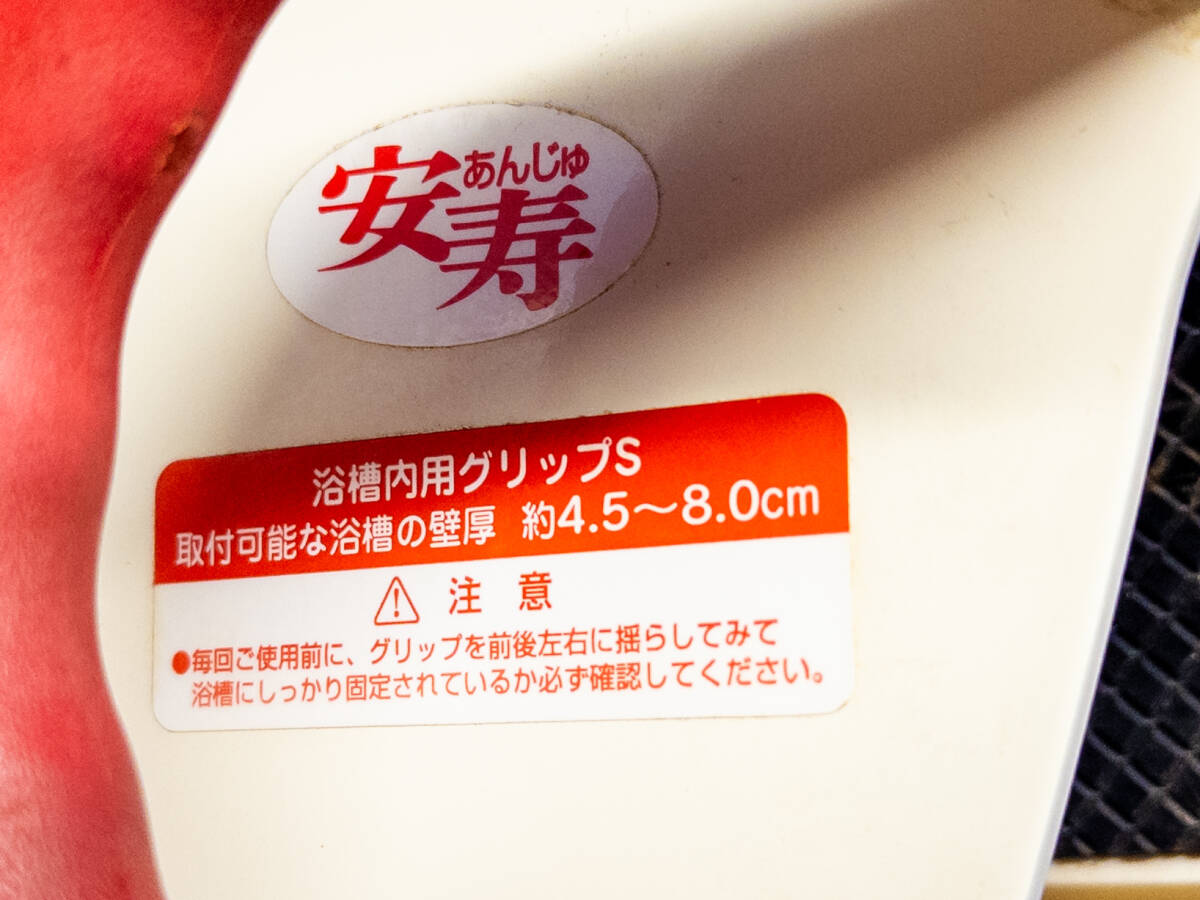 あんじゅ
安寿
浴槽内用グリップS
取付可能な浴槽の壁厚 約4.5～8.0cm
注 意
●毎回ご使用前に、グリップを前後左右に揺らしてみて
浴槽にしっかり固定されているか必ず確認してください。